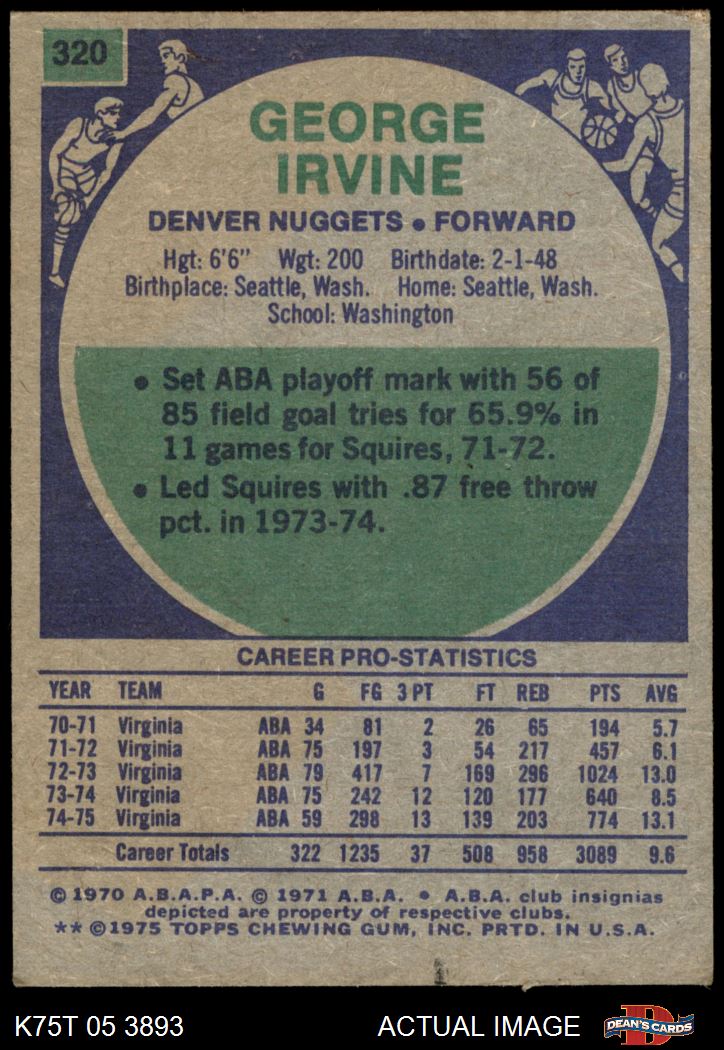 320
GEORGE
IRVINE
DENVER NUGGETS • FORWARD
Hgt: 6'6" Wgt: 200 Birthdate: 2-1-48
Birthplace: Seattle, Wash. Home: Seattle, Wash.
School: Washington
• Set ABA playoff mark with 56 of
85 field goal tries for 65.9% in
11 games for Squires, 71-72.
• Led Squires with .87 free throw
pct. in 1973-74.
CAREER PRO-STATISTICS
YEAR TEAM G FG 3 PT FT REB PTS AVG
70-71 Virginia ABA 34 81 2 26 65 194 5.7
71-72 Virginia ABA 75 197 3 54 217 457 6.1
72-73 Virginia ABA 79 417 7 169 296 1024 13.0
73-74 Virginia ABA 75 242 12 120 177 640 8.5
74-75 Virginia ABA 59 298 13 139 203 774 13.1
Career Totals 322 1235 37 508 958 3089 9.6
© 1970 A.B.A.P.A. © 1971 A.B.A. • A.B.A. club insignias
depicted are property of respective clubs.
** ©1975 TOPPS CHEWING GUM, INC. PRTD. IN U.S.A.
K75T 05 3893 ACTUAL IMAGE D DEAN'S CARDS